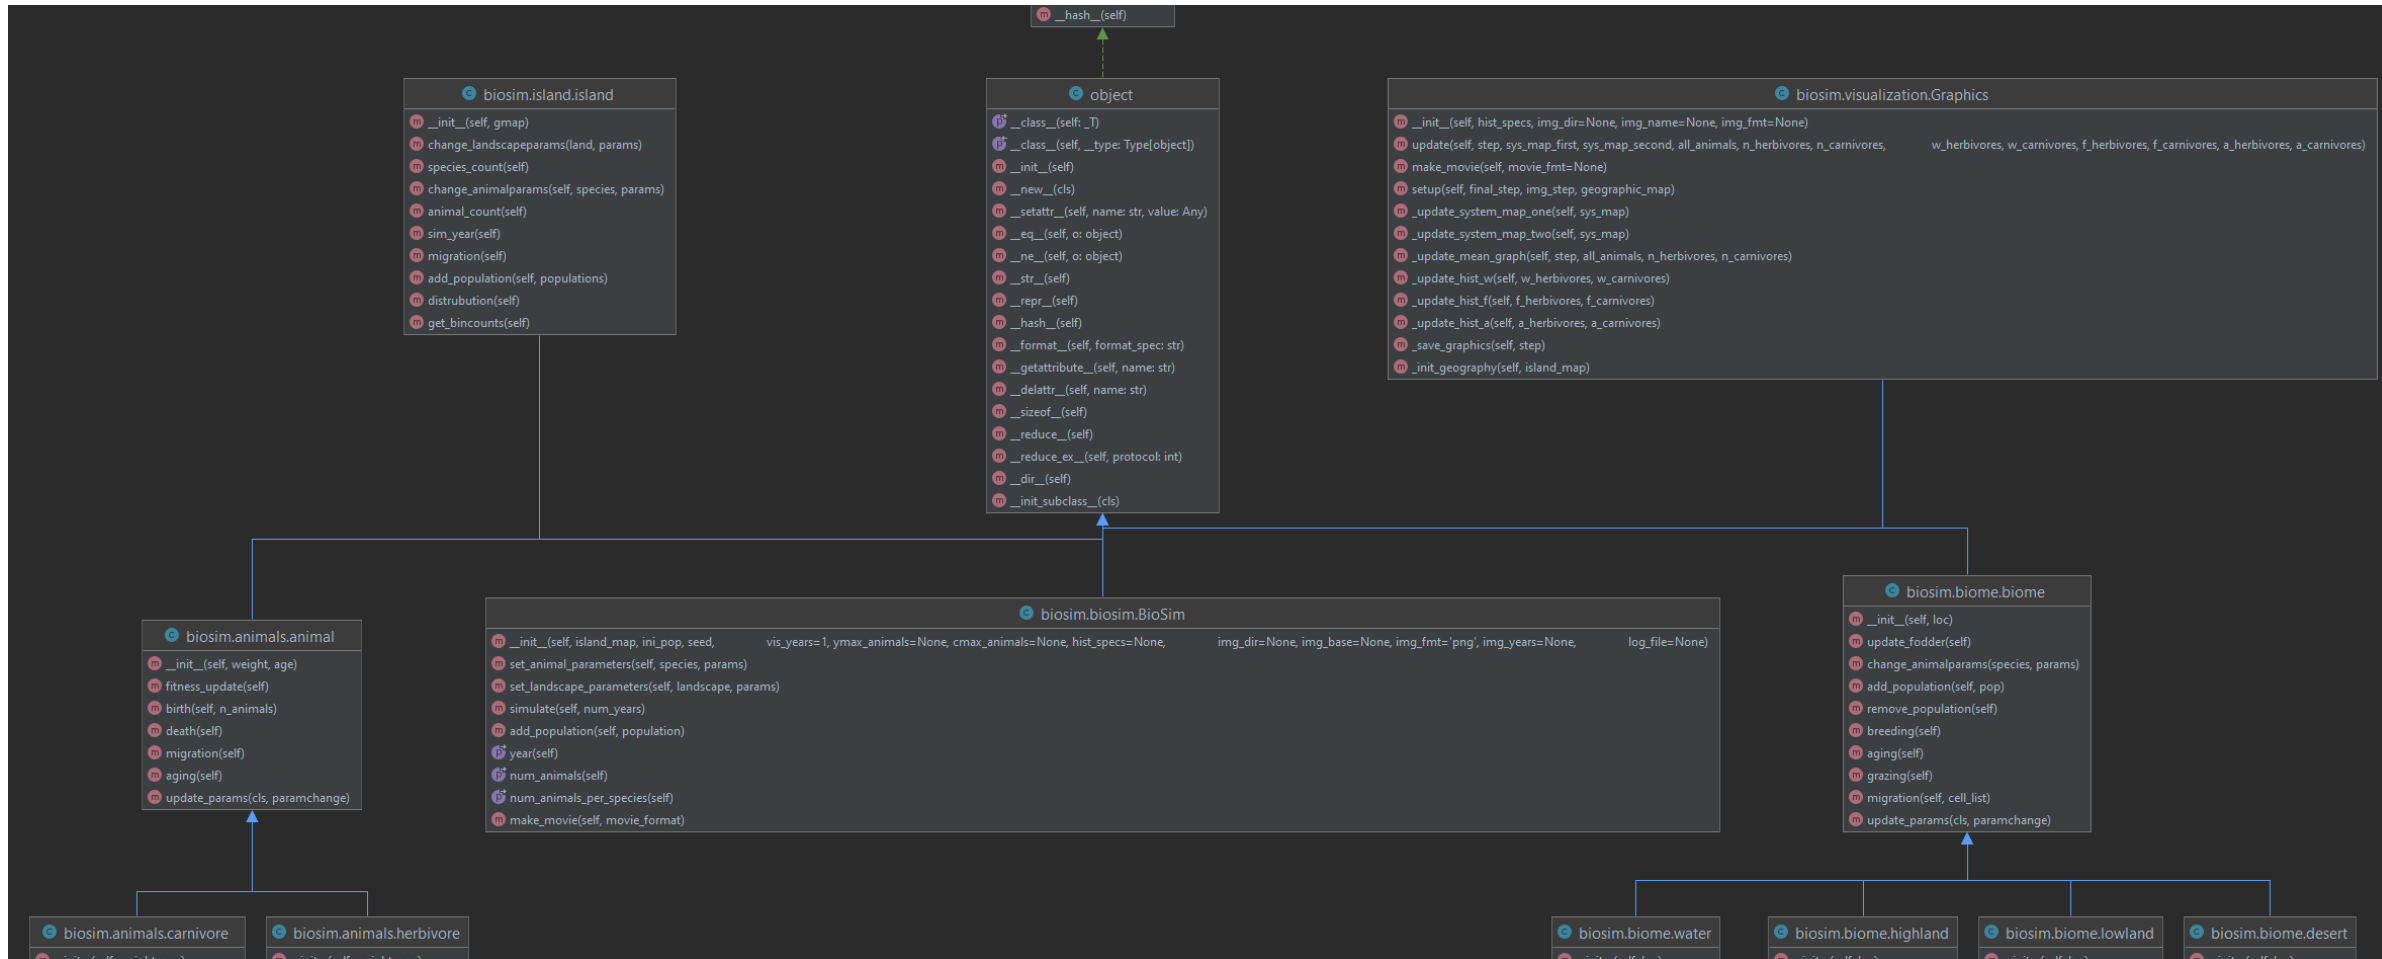 __hash__(self)
biosim.island.island
__init__(self, gmap)
change_landscapeparams(land, params)
species_count(self)
change_animalparams(self, species, params)
animal_count(self)
sim_year(self)
migration(self)
add_population(self, populations)
distrubution(self)
get_bincounts(self)
object
__class__(self: _T)
__class__(self, __type: Type[object])
__init__(self)
__new__(cls)
__setattr__(self, name: str, value: Any)
__eq__(self, o: object)
__ne__(self, o: object)
__str__(self)
__repr__(self)
__hash__(self)
__format__(self, format_spec: str)
__getattribute__(self, name: str)
__delattr__(self, name: str)
__sizeof__(self)
__reduce__(self)
__reduce_ex__(self, protocol: int)
__dir__(self)
__init_subclass__(cls)
biosim.visualization.Graphics
__init__(self, hist_specs, img_dir=None, img_name=None, img_fmt=None)
update(self, step, sys_map_first, sys_map_second, all_animals, n_herbivores, n_carnivores, w_herbivores, w_carnivores, f_herbivores, f_carnivores, a_herbivores, a_carnivores)
make_movie(self, movie_fmt=None)
setup(self, final_step, img_step, geographic_map)
_update_system_map_one(self, sys_map)
_update_system_map_two(self, sys_map)
_update_mean_graph(self, step, all_animals, n_herbivores, n_carnivores)
_update_hist_w(self, w_herbivores, w_carnivores)
_update_hist_f(self, f_herbivores, f_carnivores)
_update_hist_a(self, a_herbivores, a_carnivores)
_save_graphics(self, step)
_init_geography(self, island_map)
biosim.animals.animal
__init__(self, weight, age)
fitness_update(self)
birth(self, n_animals)
death(self)
migration(self)
aging(self)
update_params(cls, paramchange)
biosim.biosim.BioSim
__init__(self, island_map, ini_pop, seed, vis_years=1, ymax_animals=None, cmax_animals=None, hist_specs=None, img_dir=None, img_base=None, img_fmt='png', img_years=None, log_file=None)
set_animal_parameters(self, species, params)
set_landscape_parameters(self, landscape, params)
simulate(self, num_years)
add_population(self, population)
year(self)
num_animals(self)
num_animals_per_species(self)
make_movie(self, movie_format)
biosim.biome.biome
__init__(self, loc)
update_fodder(self)
change_animalparams(species, params)
add_population(self, pop)
remove_population(self)
breeding(self)
aging(self)
grazing(self)
migration(self, cell_list)
update_params(cls, paramchange)
biosim.animals.carnivore
biosim.animals.herbivore
biosim.biome.water
biosim.biome.highland
biosim.biome.lowland
biosim.biome.desert